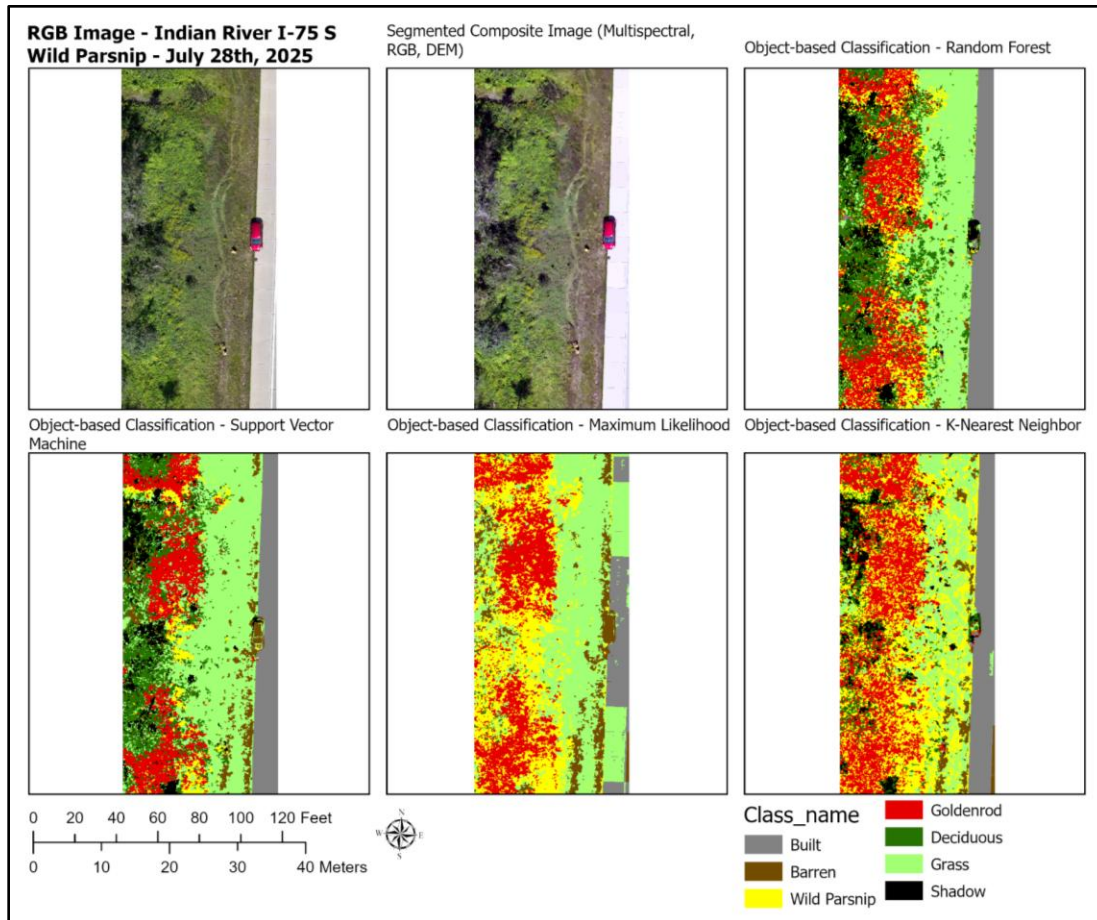 RGB Image - Indian River I-75 S
Wild Parsnip - July 28th, 2025
Segmented Composite Image (Multispectral,
RGB, DEM)
Object-based Classification - Random Forest
Object-based Classification - Support Vector
Machine
Object-based Classification - Maximum Likelihood
Object-based Classification - K-Nearest Neighbor
0 20 40 60 80 100 120 Feet
0 10 20 30 40 Meters
N
W E
S
Class_name
Built
Barren
Wild Parsnip
Goldenrod
Deciduous
Grass
Shadow